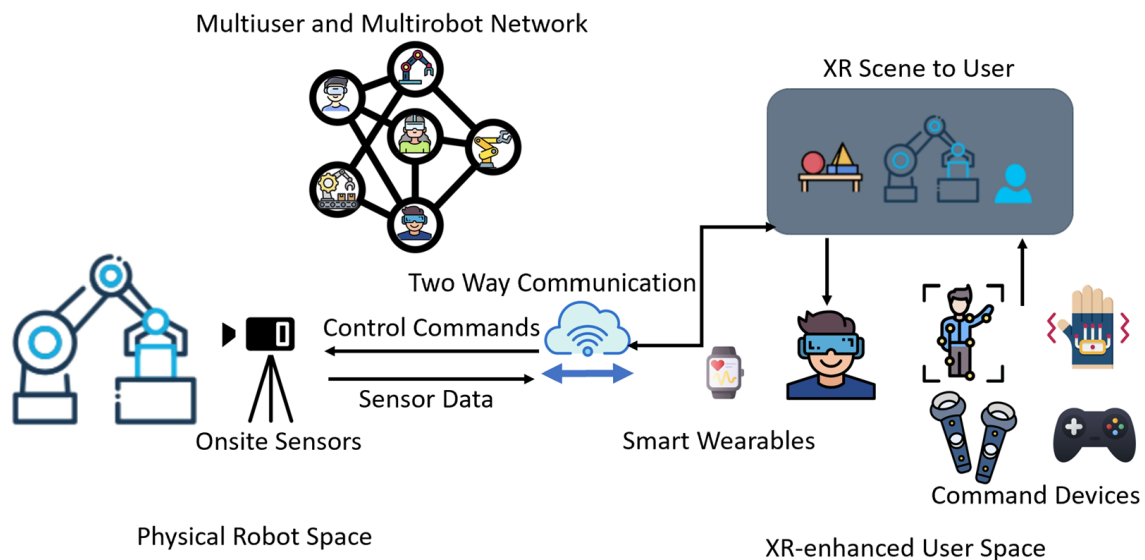 Multiuser and Multirobot Network
XR Scene to User
Two Way Communication
Control Commands
Sensor Data
Onsite Sensors
Smart Wearables
Command Devices
Physical Robot Space
XR-enhanced User Space